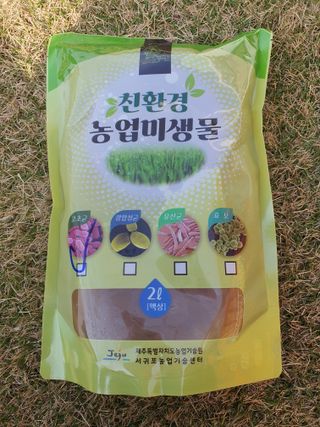 친환경
농업미생물
고초균 광합성균 유산균 효모
2ℓ
[액상]
Jeju 제주특별자치도농업기술원
서귀포농업기술센터